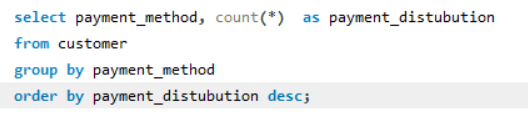 select payment_method, count(*)  as payment_distubution
from customer
group by payment_method
order by payment_distubution desc;